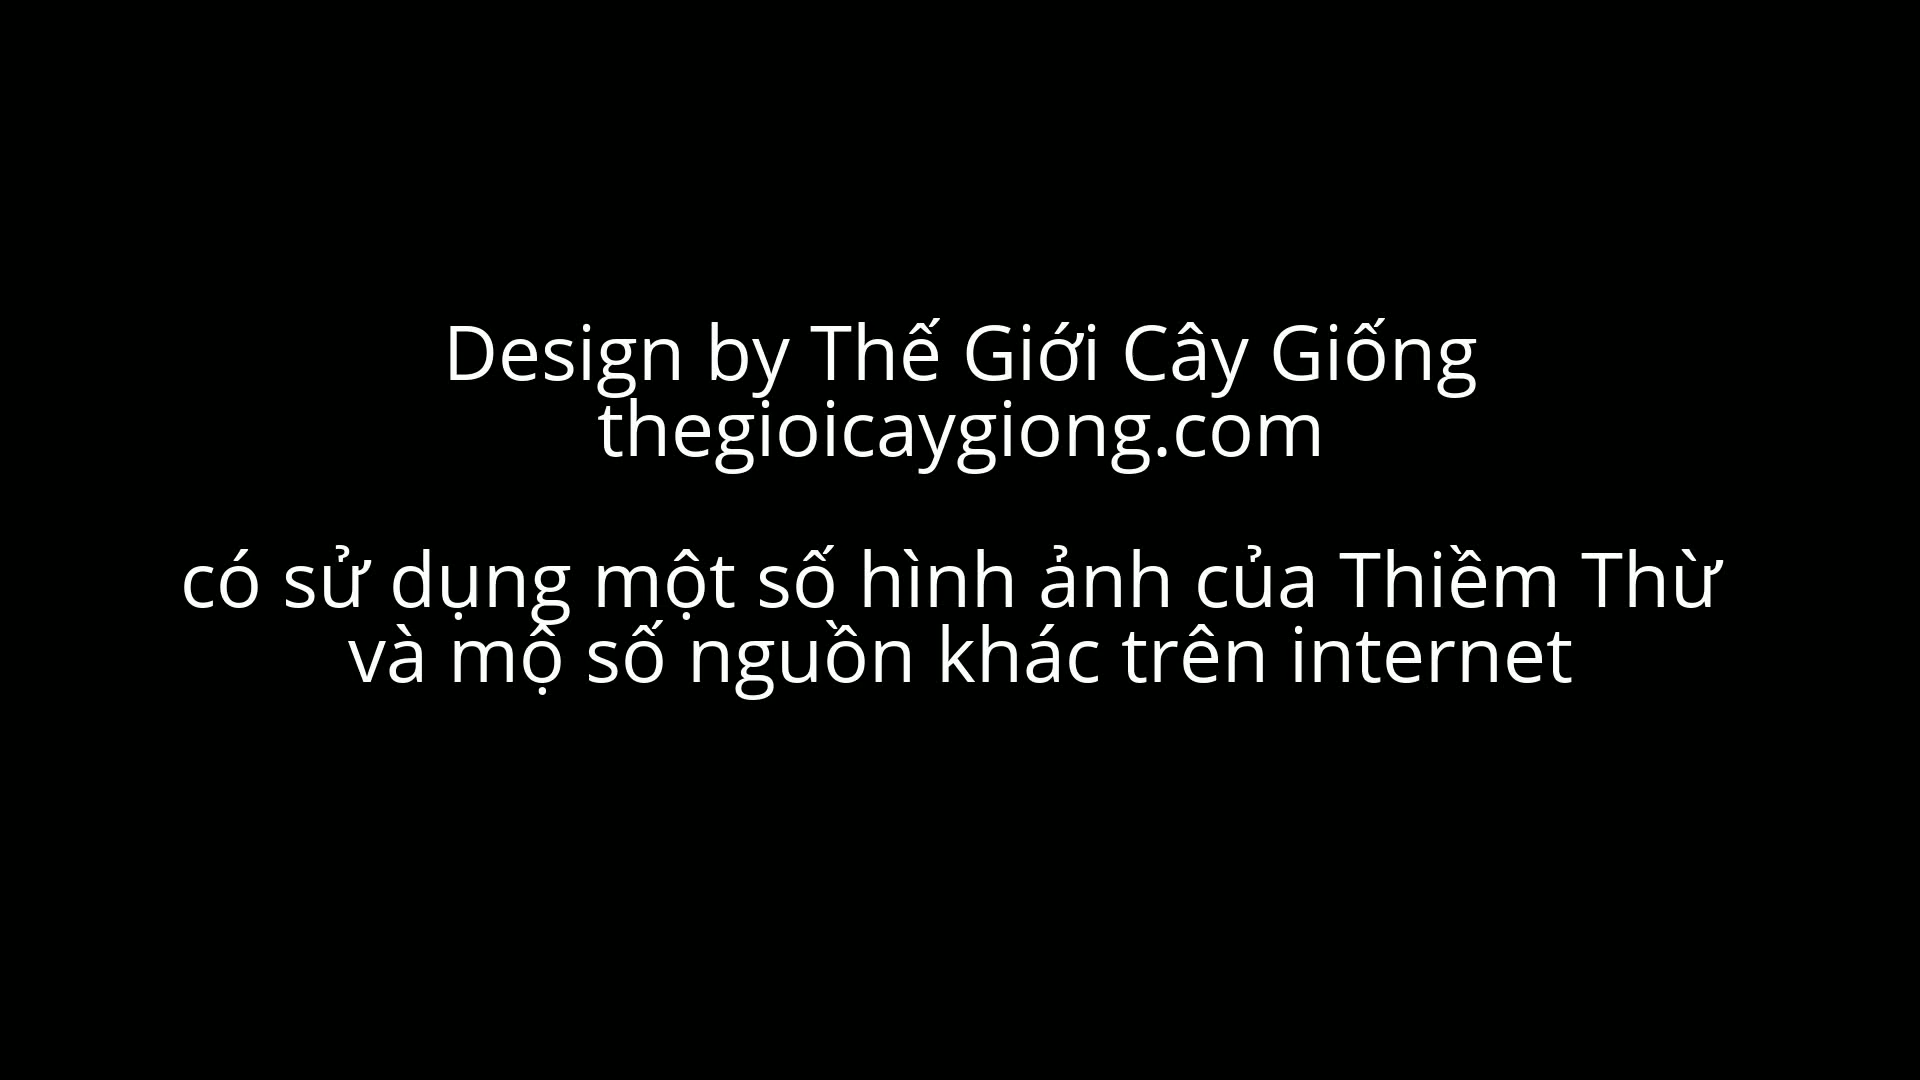 Design by Thế Giới Cây Giống
thegioicaygiong.com
có sử dụng một số hình ảnh của Thiềm Thừ
và mộ số nguồn khác trên internet